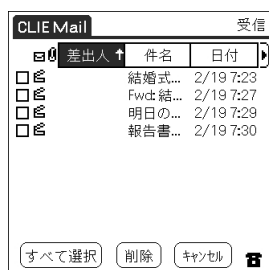 CLIE Mail 受信
差出人 件名 日付
結婚式... 2/19 7:23
Fwd: 結... 2/19 7:27
明日の... 2/19 7:29
報告書... 2/19 7:30
すべて選択 削除 キャンセル